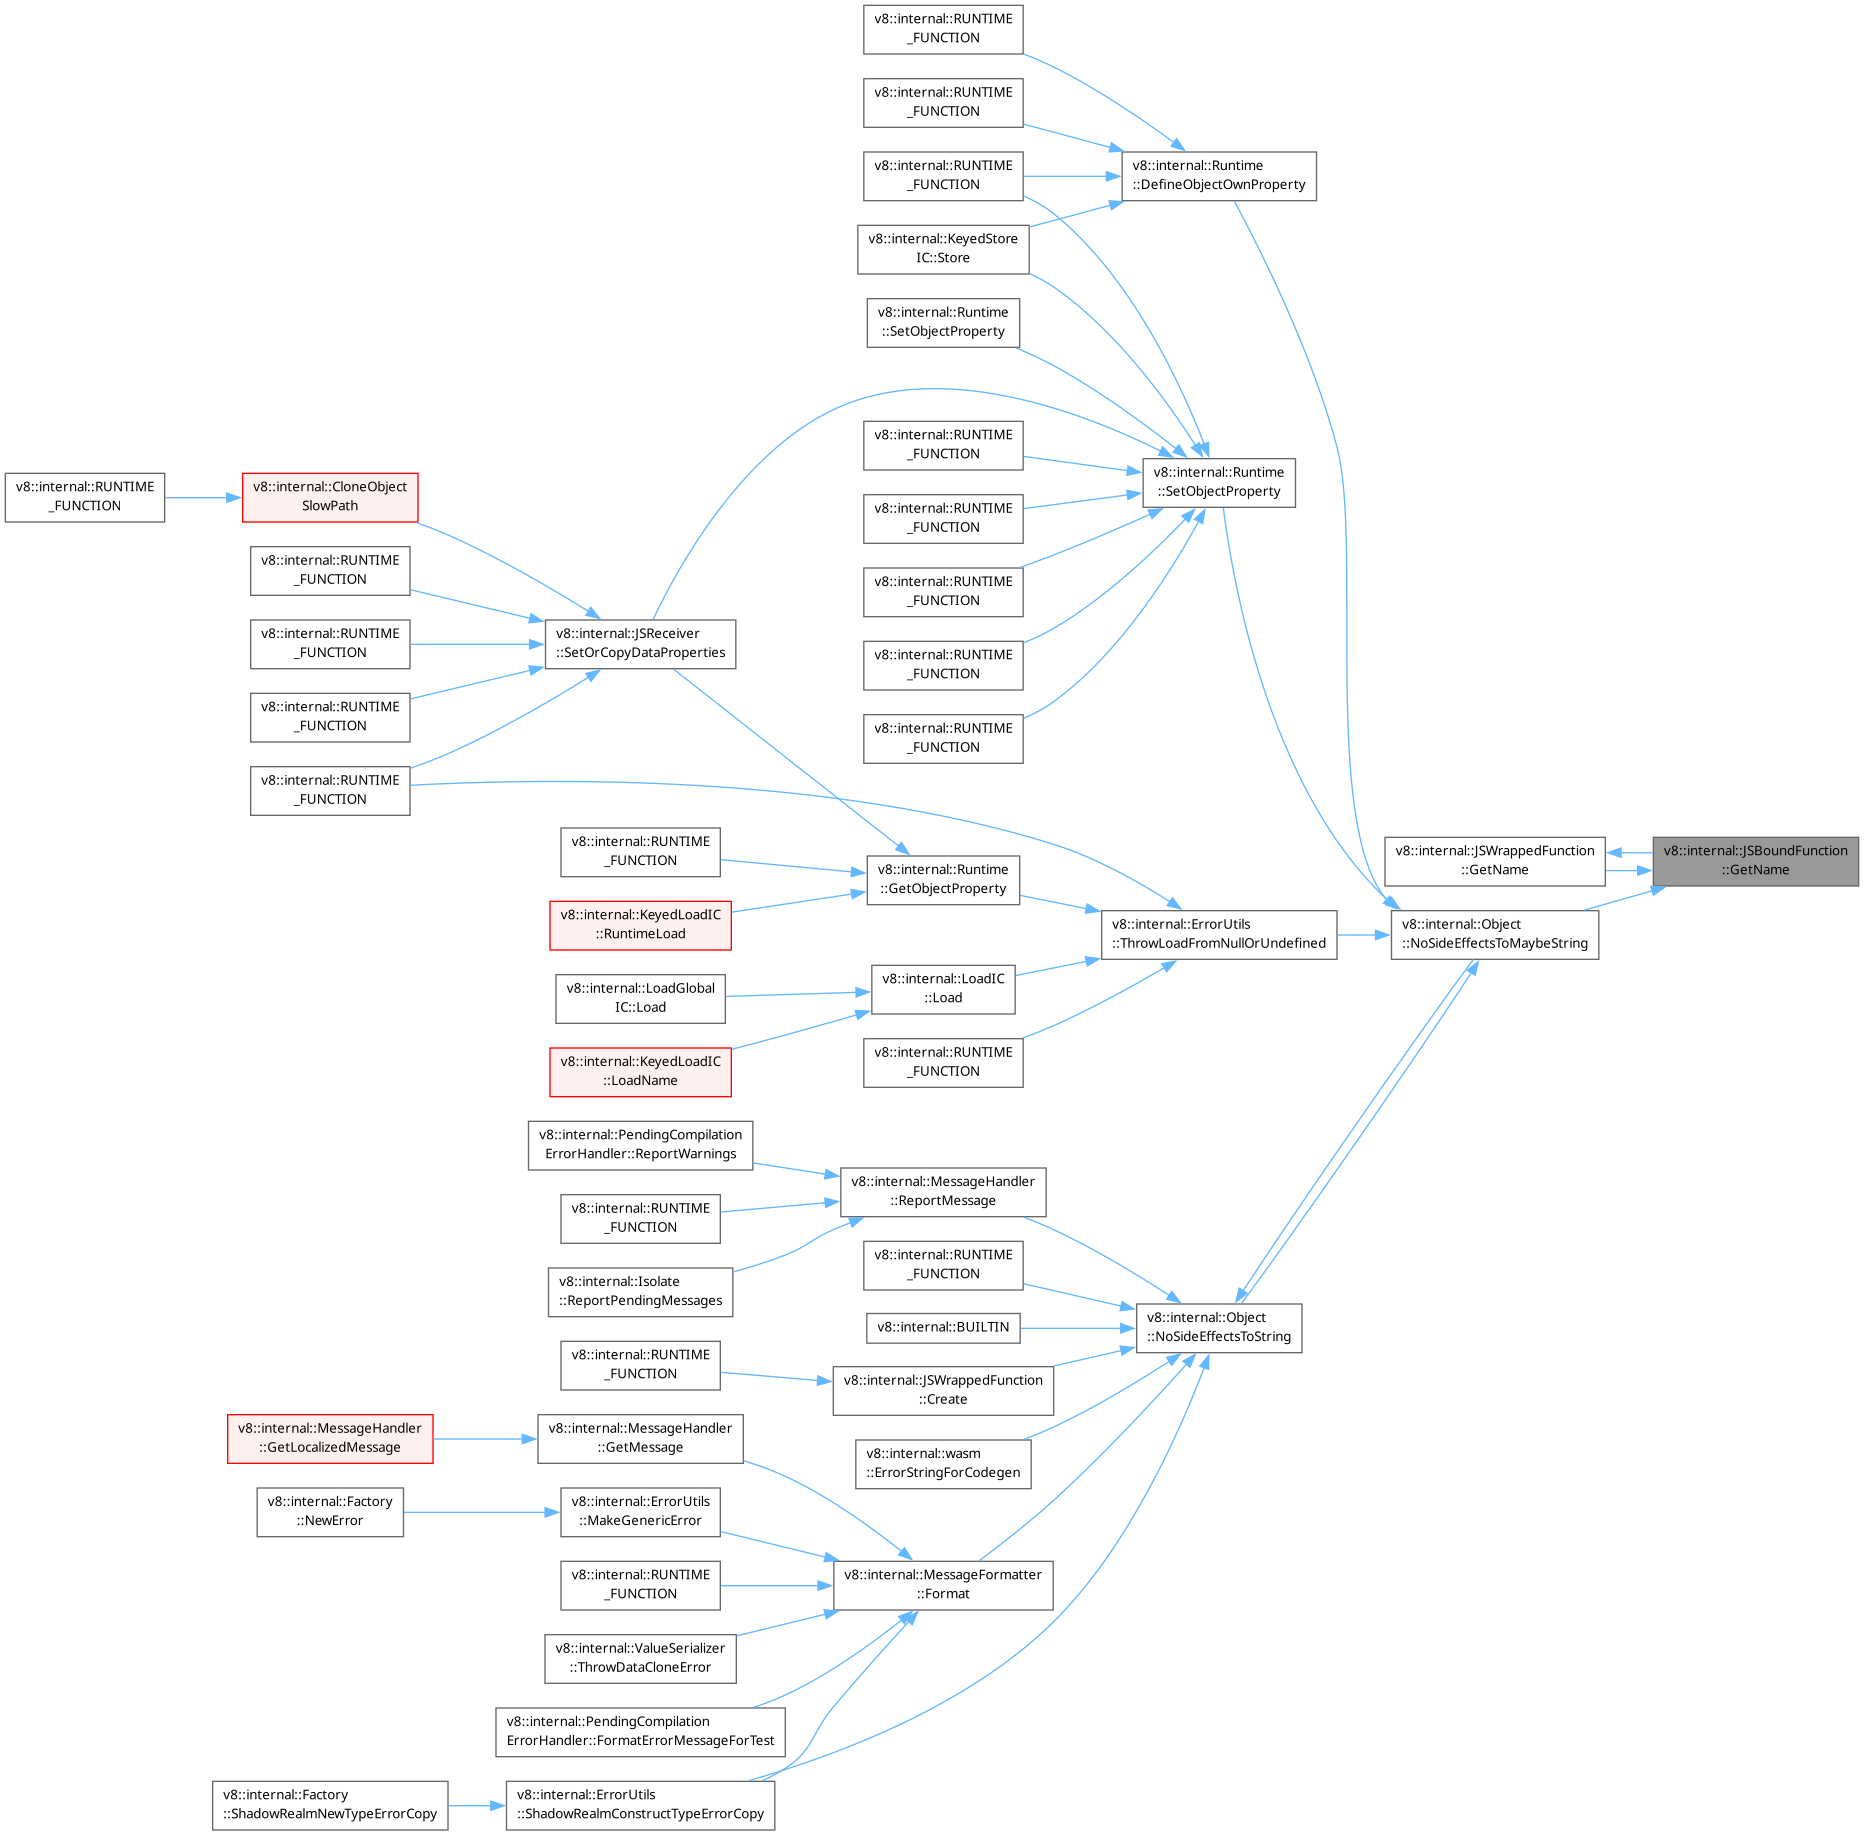 v8::internal::RUNTIME
_FUNCTION
v8::internal::RUNTIME
_FUNCTION
v8::internal::RUNTIME
_FUNCTION
v8::internal::Runtime
::DefineObjectOwnProperty
v8::internal::KeyedStore
IC::Store
v8::internal::Runtime
::SetObjectProperty
v8::internal::RUNTIME
_FUNCTION
v8::internal::Runtime
::SetObjectProperty
v8::internal::RUNTIME
_FUNCTION
v8::internal::CloneObject
SlowPath
v8::internal::RUNTIME
_FUNCTION
v8::internal::RUNTIME
_FUNCTION
v8::internal::RUNTIME
_FUNCTION
v8::internal::RUNTIME
_FUNCTION
v8::internal::JSReceiver
::SetOrCopyDataProperties
v8::internal::RUNTIME
_FUNCTION
v8::internal::RUNTIME
_FUNCTION
v8::internal::RUNTIME
_FUNCTION
v8::internal::RUNTIME
_FUNCTION
v8::internal::RUNTIME
_FUNCTION
v8::internal::RUNTIME
_FUNCTION
v8::internal::Runtime
::GetObjectProperty
v8::internal::JSWrappedFunction
::GetName
v8::internal::JSBoundFunction
::GetName
v8::internal::KeyedLoadIC
::RuntimeLoad
v8::internal::ErrorUtils
::ThrowLoadFromNullOrUndefined
v8::internal::Object
::NoSideEffectsToMaybeString
v8::internal::LoadGlobal
IC::Load
v8::internal::LoadIC
::Load
v8::internal::KeyedLoadIC
::LoadName
v8::internal::RUNTIME
_FUNCTION
v8::internal::PendingCompilation
ErrorHandler::ReportWarnings
v8::internal::MessageHandler
::ReportMessage
v8::internal::RUNTIME
_FUNCTION
v8::internal::RUNTIME
_FUNCTION
v8::internal::Isolate
::ReportPendingMessages
v8::internal::BUILTIN
v8::internal::Object
::NoSideEffectsToString
v8::internal::RUNTIME
_FUNCTION
v8::internal::JSWrappedFunction
::Create
v8::internal::MessageHandler
::GetLocalizedMessage
v8::internal::MessageHandler
::GetMessage
v8::internal::wasm
::ErrorStringForCodegen
v8::internal::Factory
::NewError
v8::internal::ErrorUtils
::MakeGenericError
v8::internal::RUNTIME
_FUNCTION
v8::internal::MessageFormatter
::Format
v8::internal::ValueSerializer
::ThrowDataCloneError
v8::internal::PendingCompilation
ErrorHandler::FormatErrorMessageForTest
v8::internal::Factory
::ShadowRealmNewTypeErrorCopy
v8::internal::ErrorUtils
::ShadowRealmConstructTypeErrorCopy